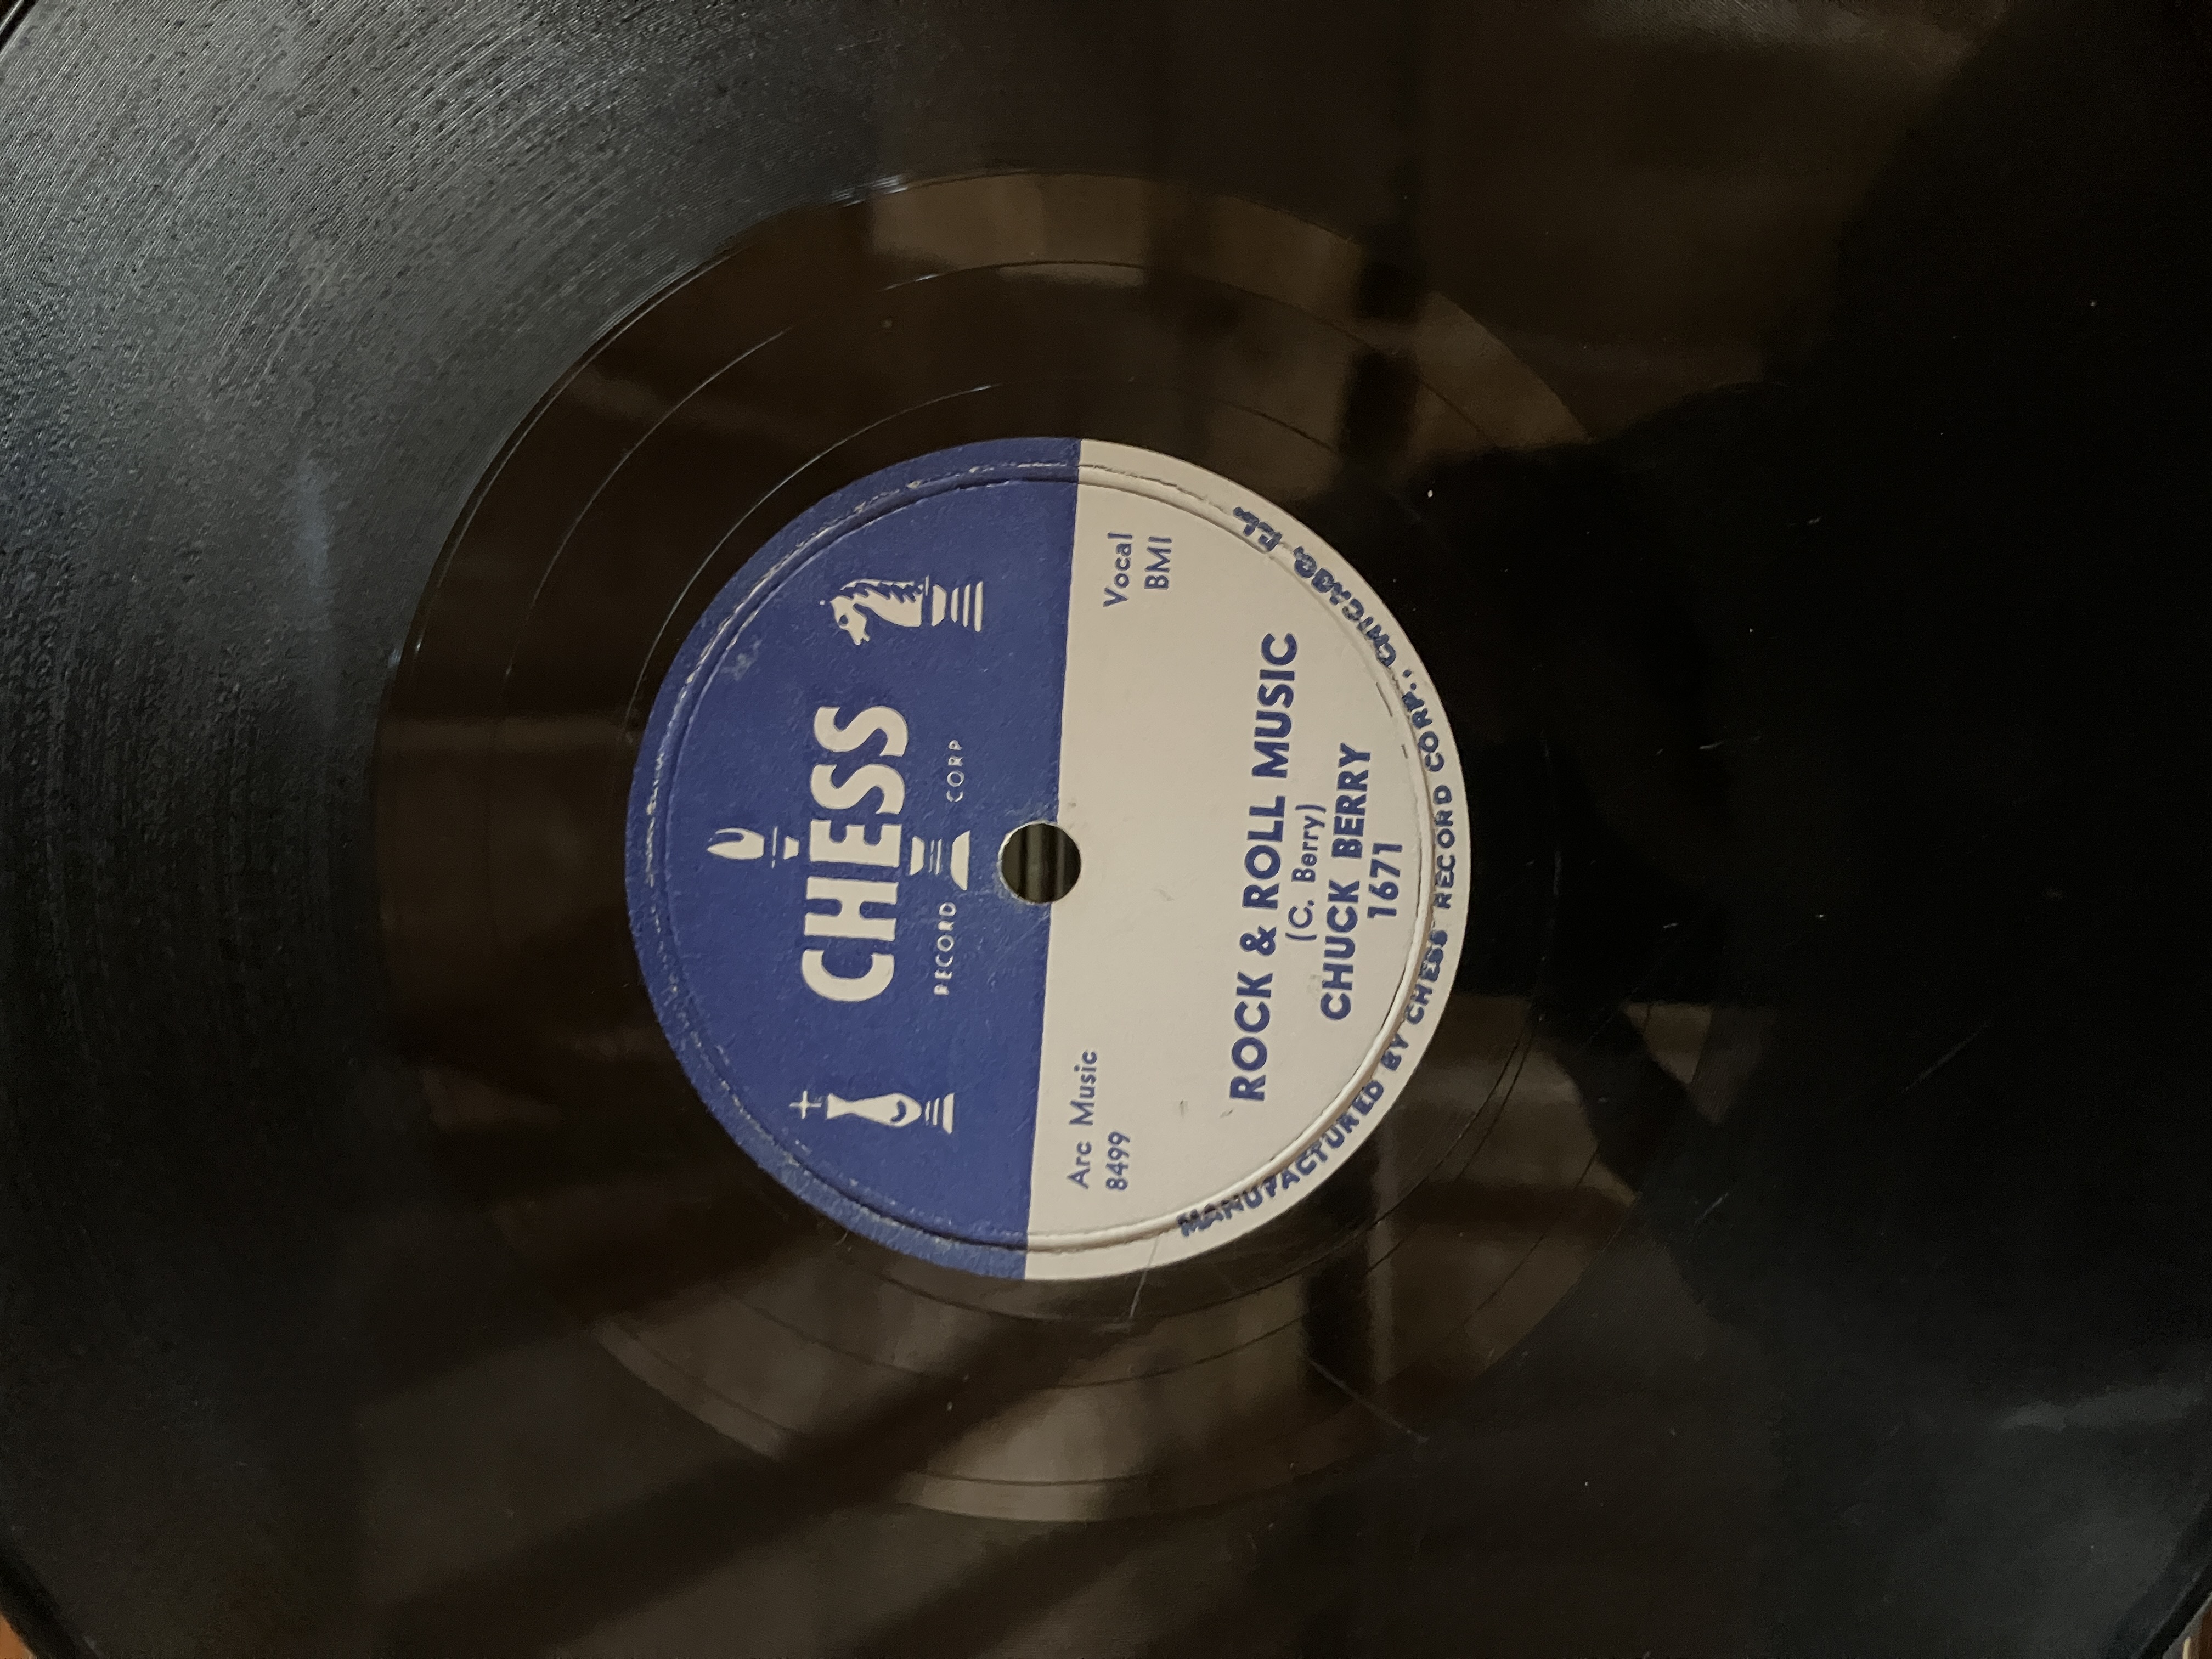 CHESS
RECORD CORP
Arc Music
8499
Vocal
BMI
ROCK & ROLL MUSIC
(C. Berry)
CHUCK BERRY
1671
MANUFACTURED BY CHESS RECORD CORP., CHICAGO, ILL.